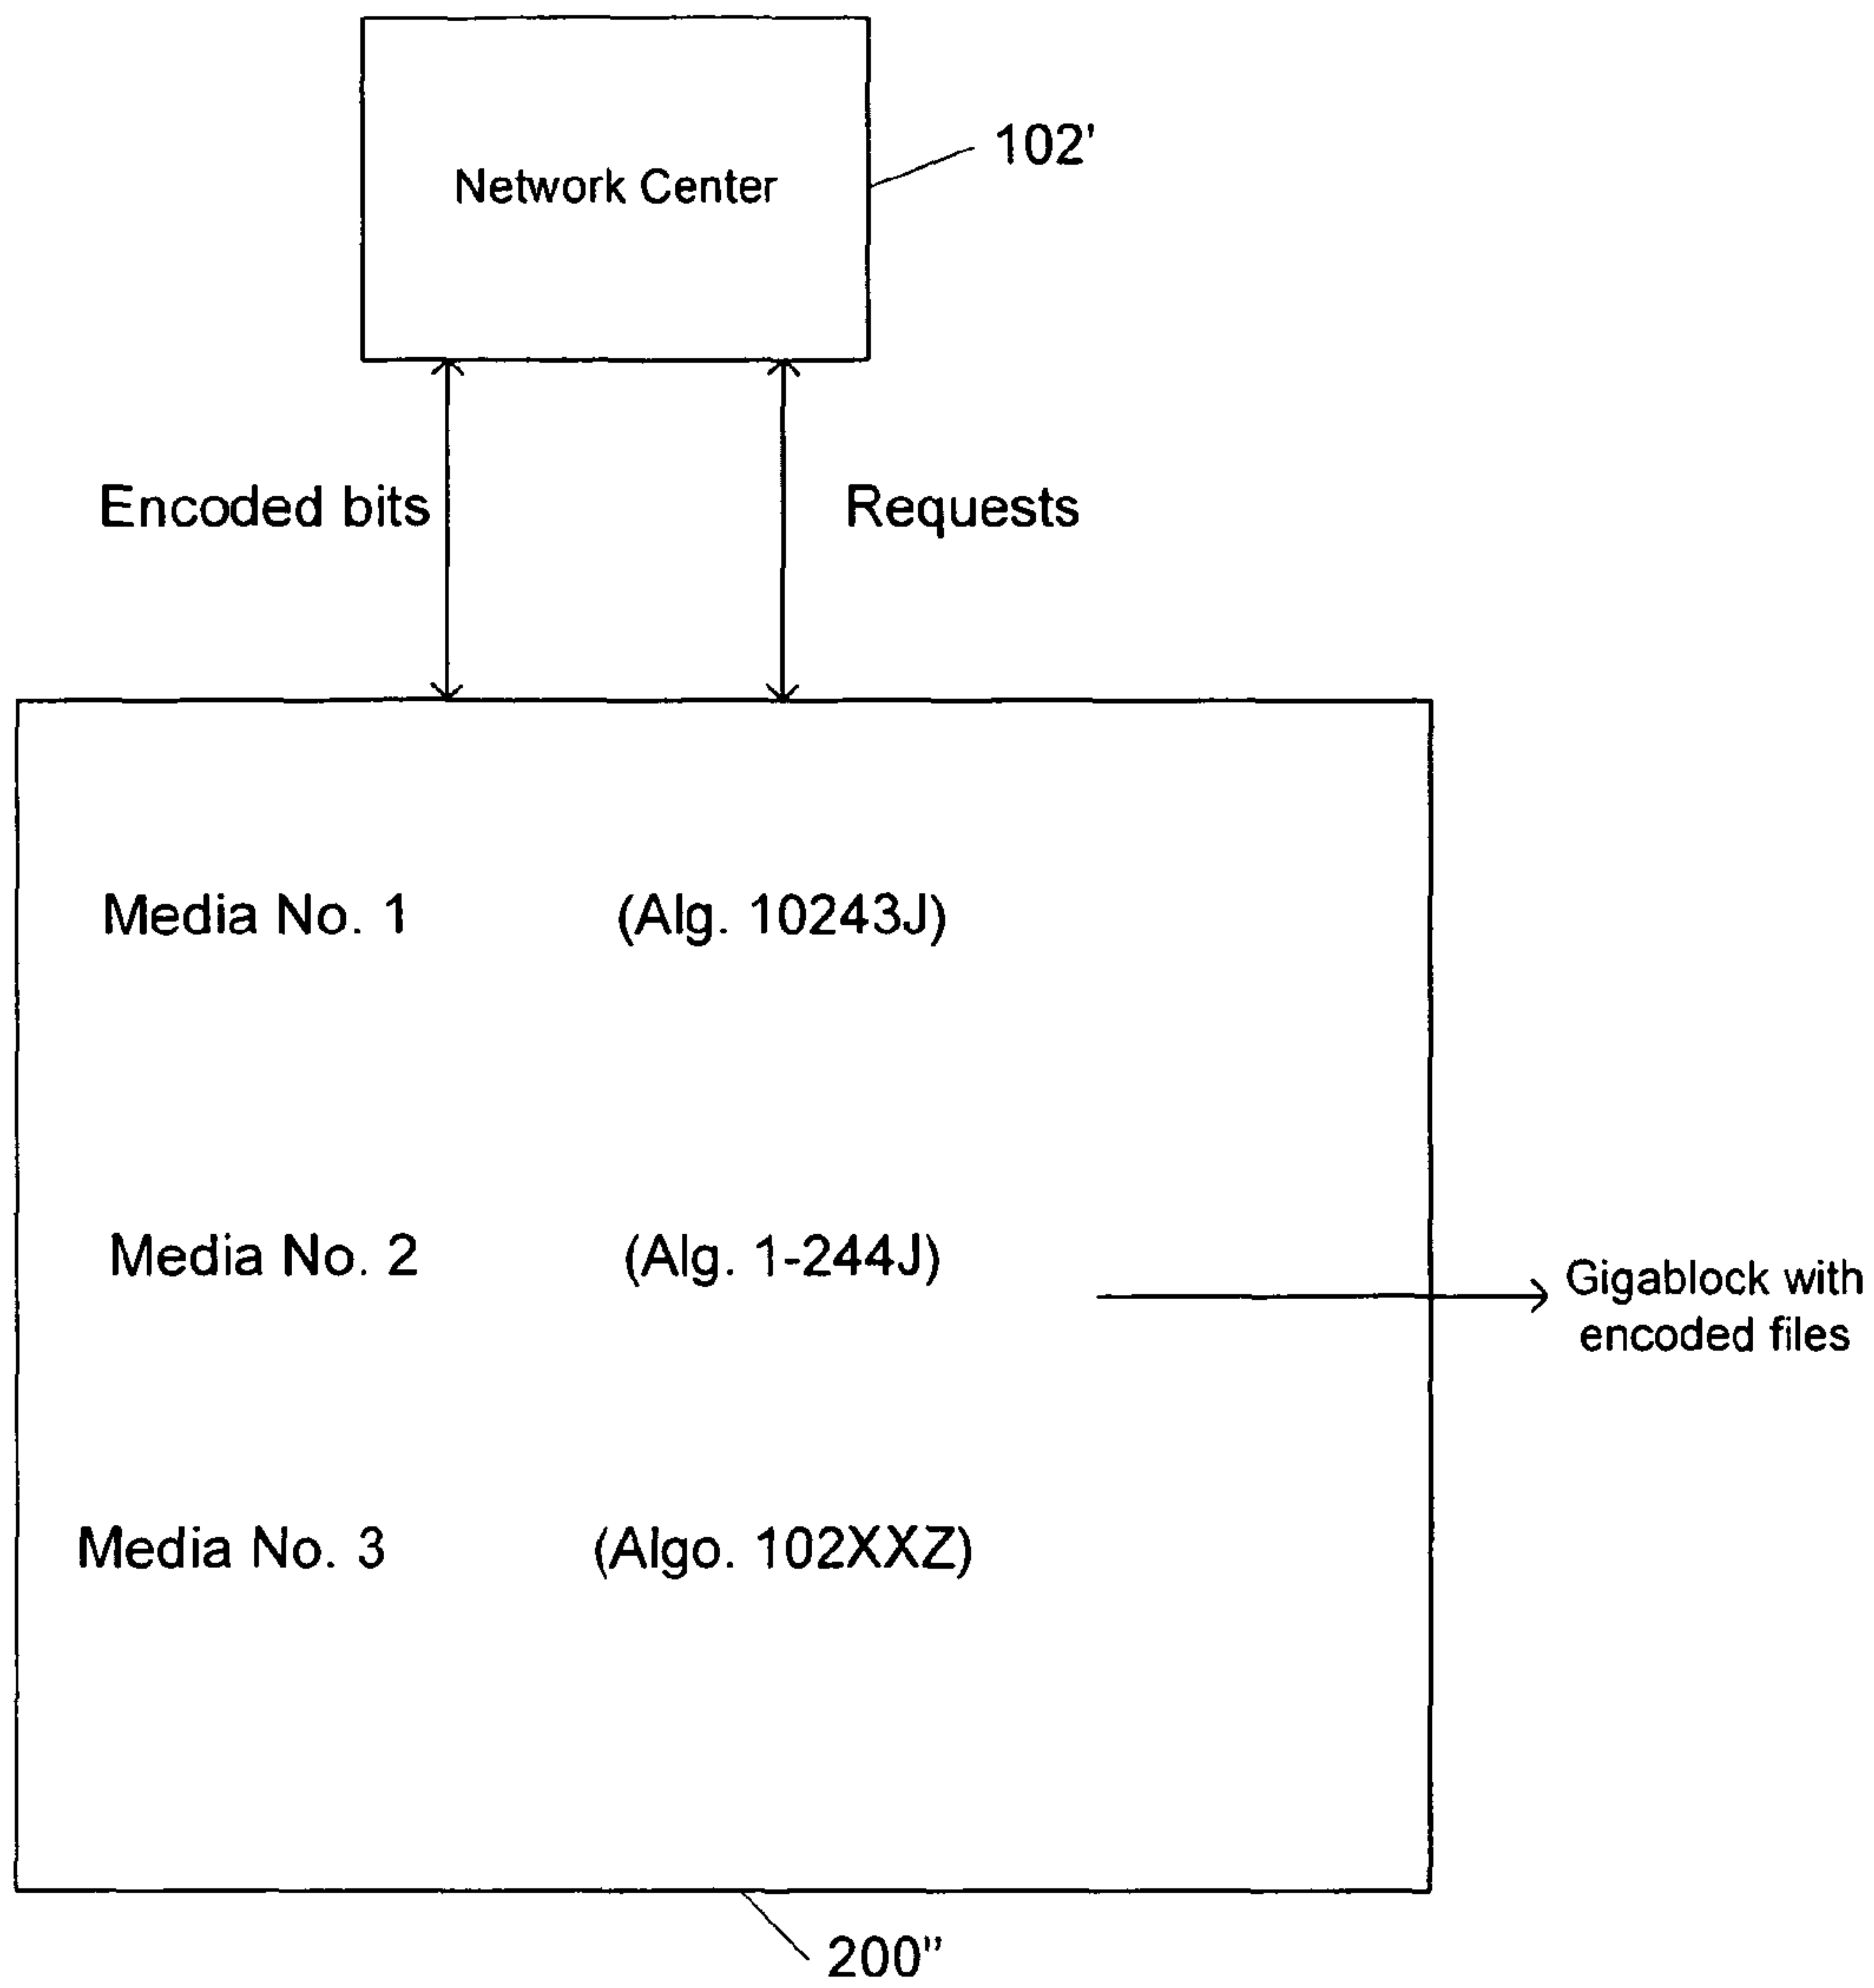 Network Center
102'
Encoded bits
Requests
Media No. 1 (Alg. 10243J)
Media No. 2 (Alg. 1-244J)
Gigablock with
encoded files
Media No. 3 (Algo. 102XXZ)
200"